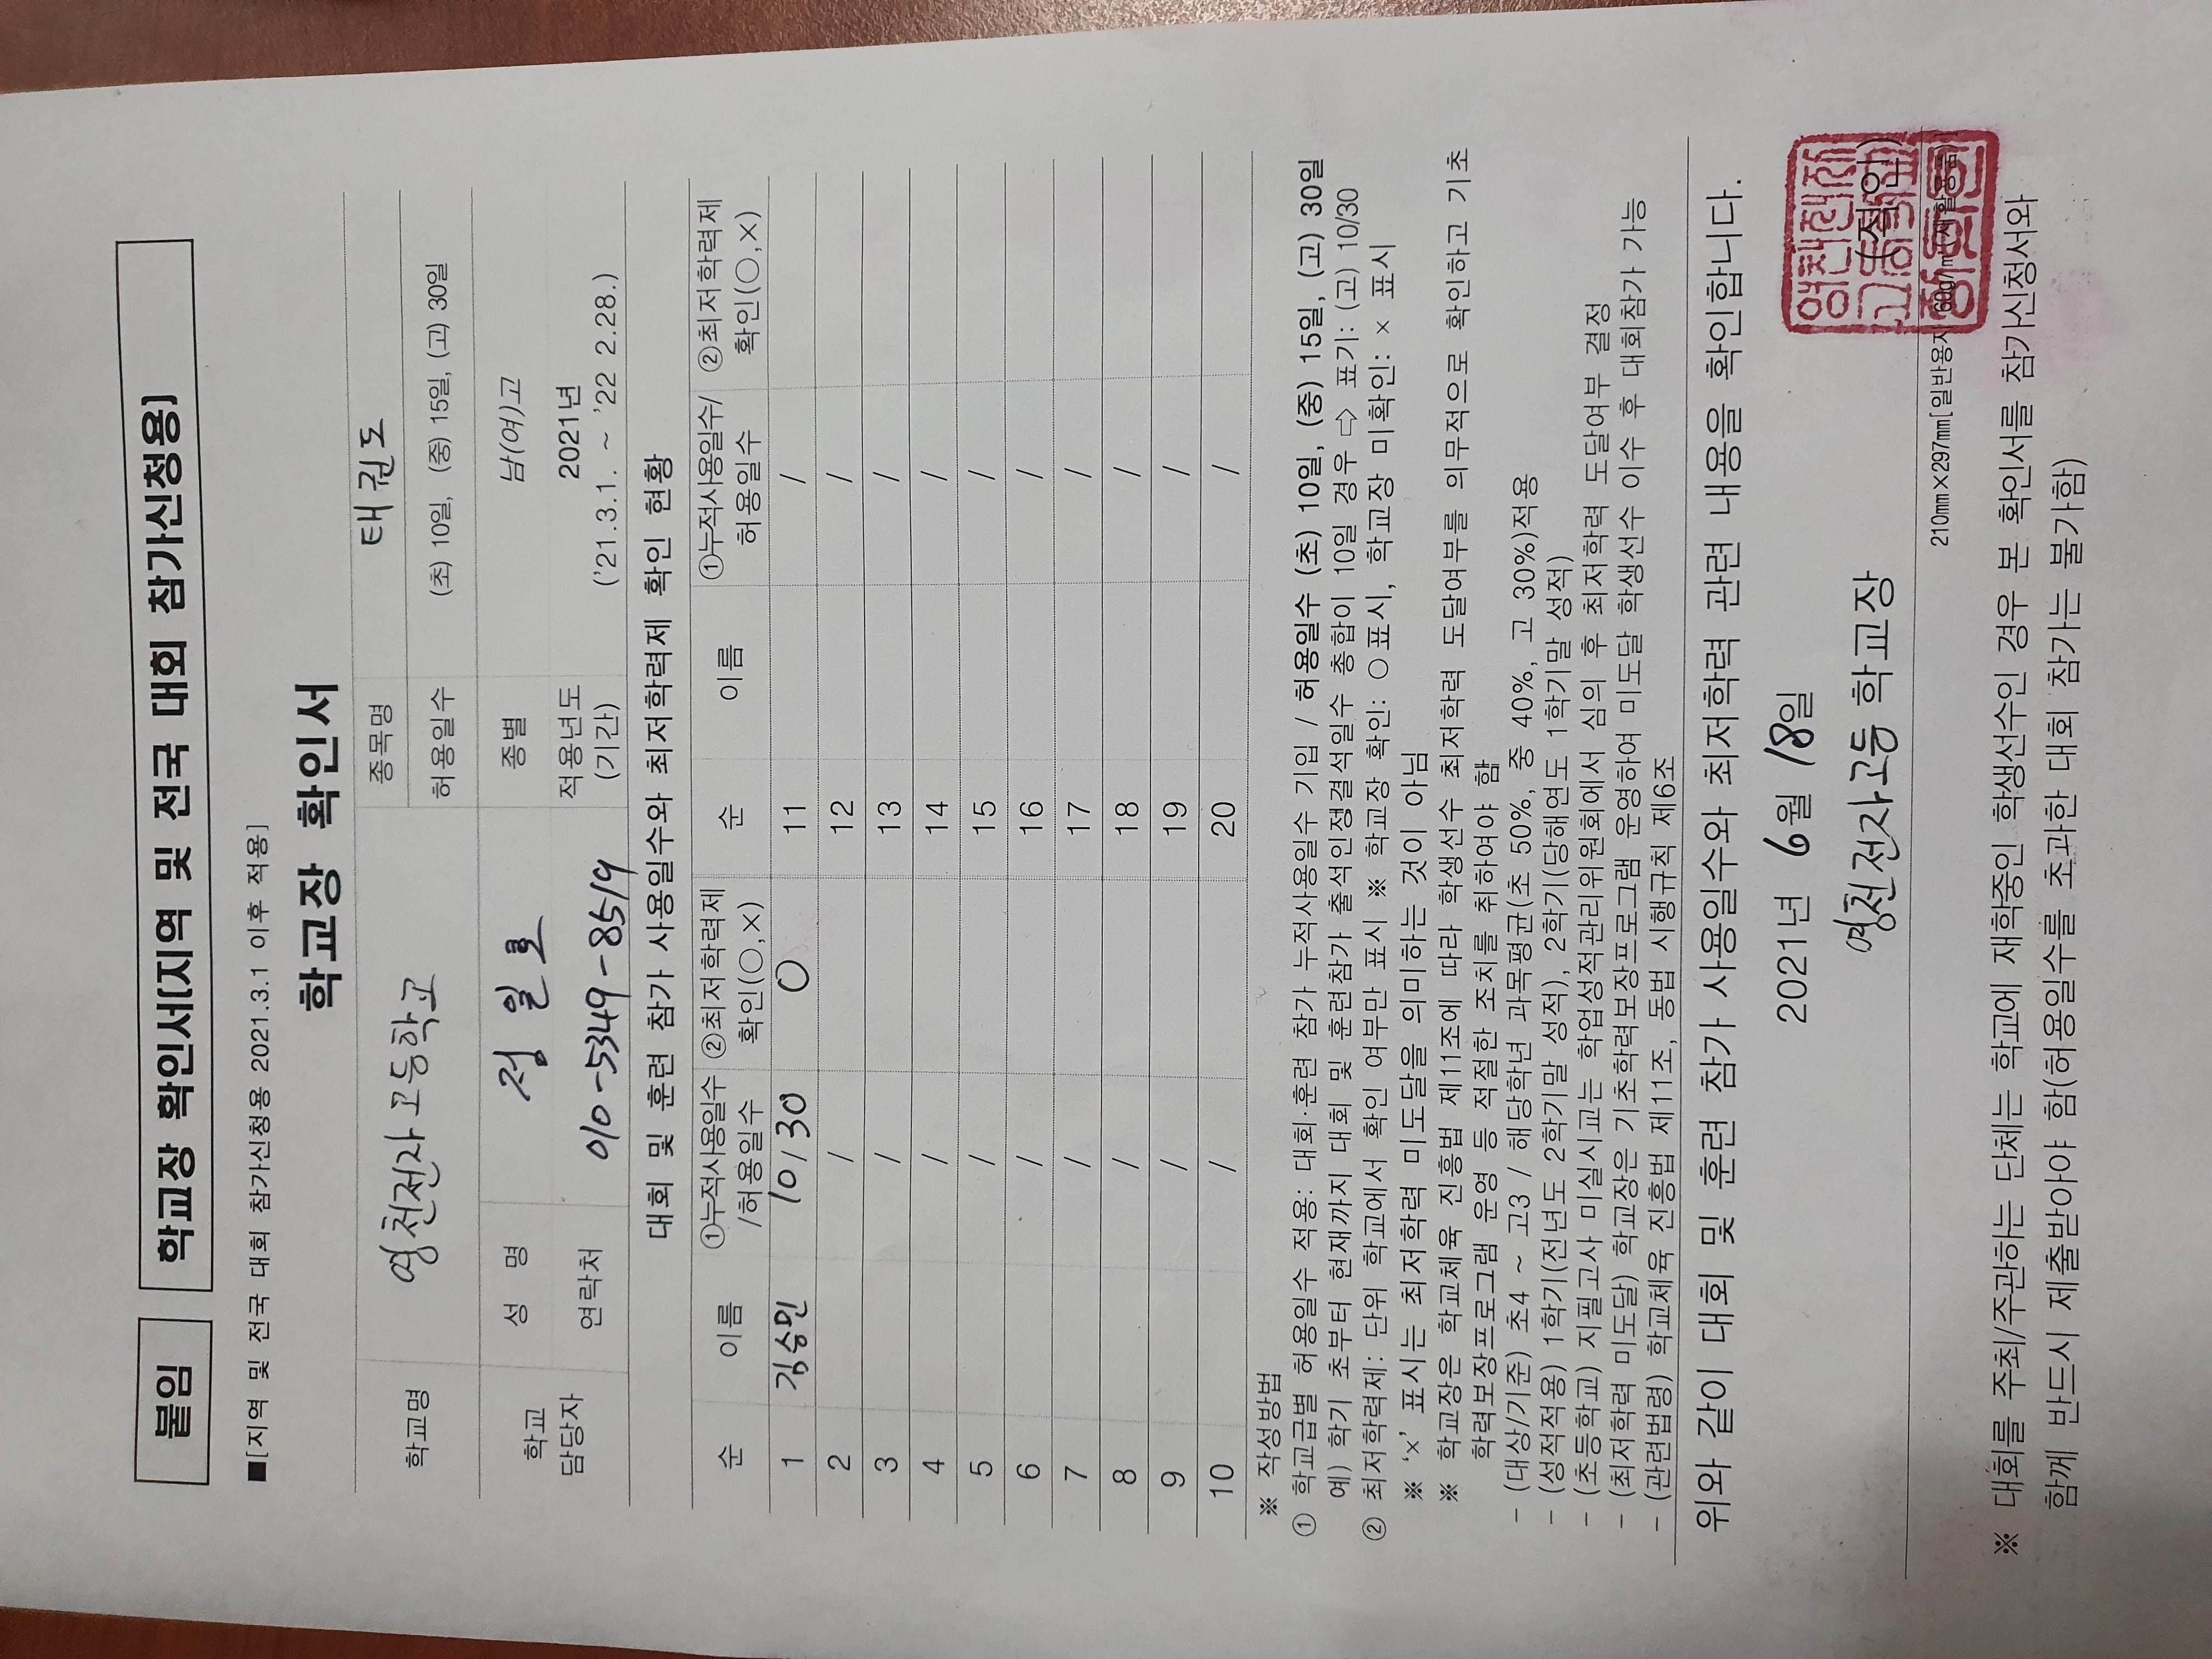 붙임
학교장 확인서[지역 및 전국 대회 참가신청용]
■[지역 및 전국 대회 참가신청용 2021.3.1 이후 적용]
학교장 확인서
학교명 영천전자고등학교 종목명 태권도
허용일수 (초) 10일, (중) 15일, (고) 30일
학교 담당자 성 명 정일로 종별 남(여)고
연락처 010-5349-8519 적용년도 (기간) 2021년 ('21.3.1. ~ '22 2.28.)
대회 및 훈련 참가 사용일수와 최저학력제 확인 현황
순 이름 ①누적사용일수/허용일수 ②최저학력제 확인(○,×) 순 이름 ①누적사용일수/허용일수 ②최저학력제 확인(○,×)
1 김승민 10/30 ○ 11 /
2 / 12 /
3 / 13 /
4 / 14 /
5 / 15 /
6 / 16 /
7 / 17 /
8 / 18 /
9 / 19 /
10 / 20 /
※ 작성방법
① 학교급별 허용일수 적용: 대회·훈련 참가 누적사용일수 기입 / 허용일수 (초) 10일, (중) 15일, (고) 30일
예) 학기 초부터 현재까지 대회 및 훈련참가 출석인정결석일수 총합이 10일 경우 ⇨ 표기: (고) 10/30
② 최저학력제: 단위 학교에서 확인 여부만 표시 ※ 학교장 확인: ○표시, 학교장 미확인: × 표시
※ '×' 표시는 최저학력 미도달을 의미하는 것이 아님
※ 학교장은 학교체육 진흥법 제11조에 따라 학생선수 최저학력 도달여부를 의무적으로 확인하고 기초
학력보장프로그램 운영 등 적절한 조치를 취하여야 함
- (대상/기준) 초4 ~ 고3 / 해당학년 과목평균(초 50%, 중 40%, 고 30%)적용
- (성적적용) 1학기(전년도 2학기말 성적), 2학기(당해연도 1학기말 성적)
- (초등학교) 지필고사 미실시교는 학업성적관리위원회에서 심의 후 최저학력 도달여부 결정
- (최저학력 미도달) 학교장은 기초학력보장프로그램 운영하여 미도달 학생선수 이수 후 대회참가 가능
- (관련법령) 학교체육 진흥법 제11조, 동법 시행규칙 제6조
위와 같이 대회 및 훈련 참가 사용일수와 최저학력 관련 내용을 확인합니다.
2021년 6월 18일
영천전자고등 학교장 (직인)
210㎜×297㎜[일반용지 60g/㎡(재활용품)]
※ 대회를 주최/주관하는 단체는 학교에 재학중인 학생선수인 경우 본 확인서를 참가신청서와
함께 반드시 제출받아야 함(허용일수를 초과한 대회 참가는 불가함)